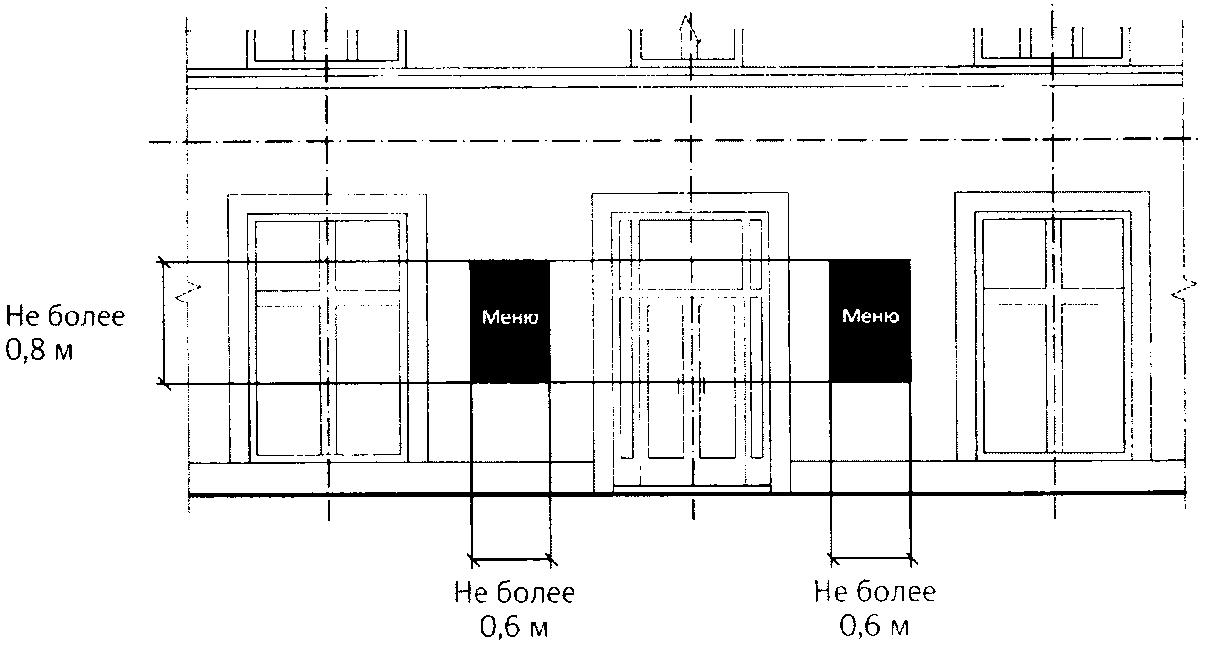 Меню
Меню
Не более
0,8 м
Не более
0,6 м
Не более
0,6 м